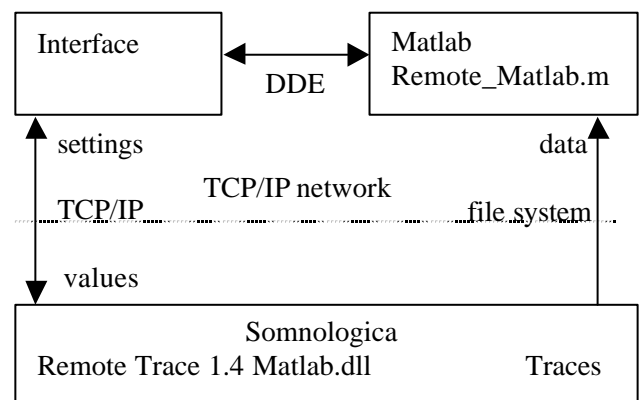 Interface
Matlab
Remote_Matlab.m
DDE
settings
data
TCP/IP network
TCP/IP
file system
values
Somnologica
Remote Trace 1.4 Matlab.dll
Traces